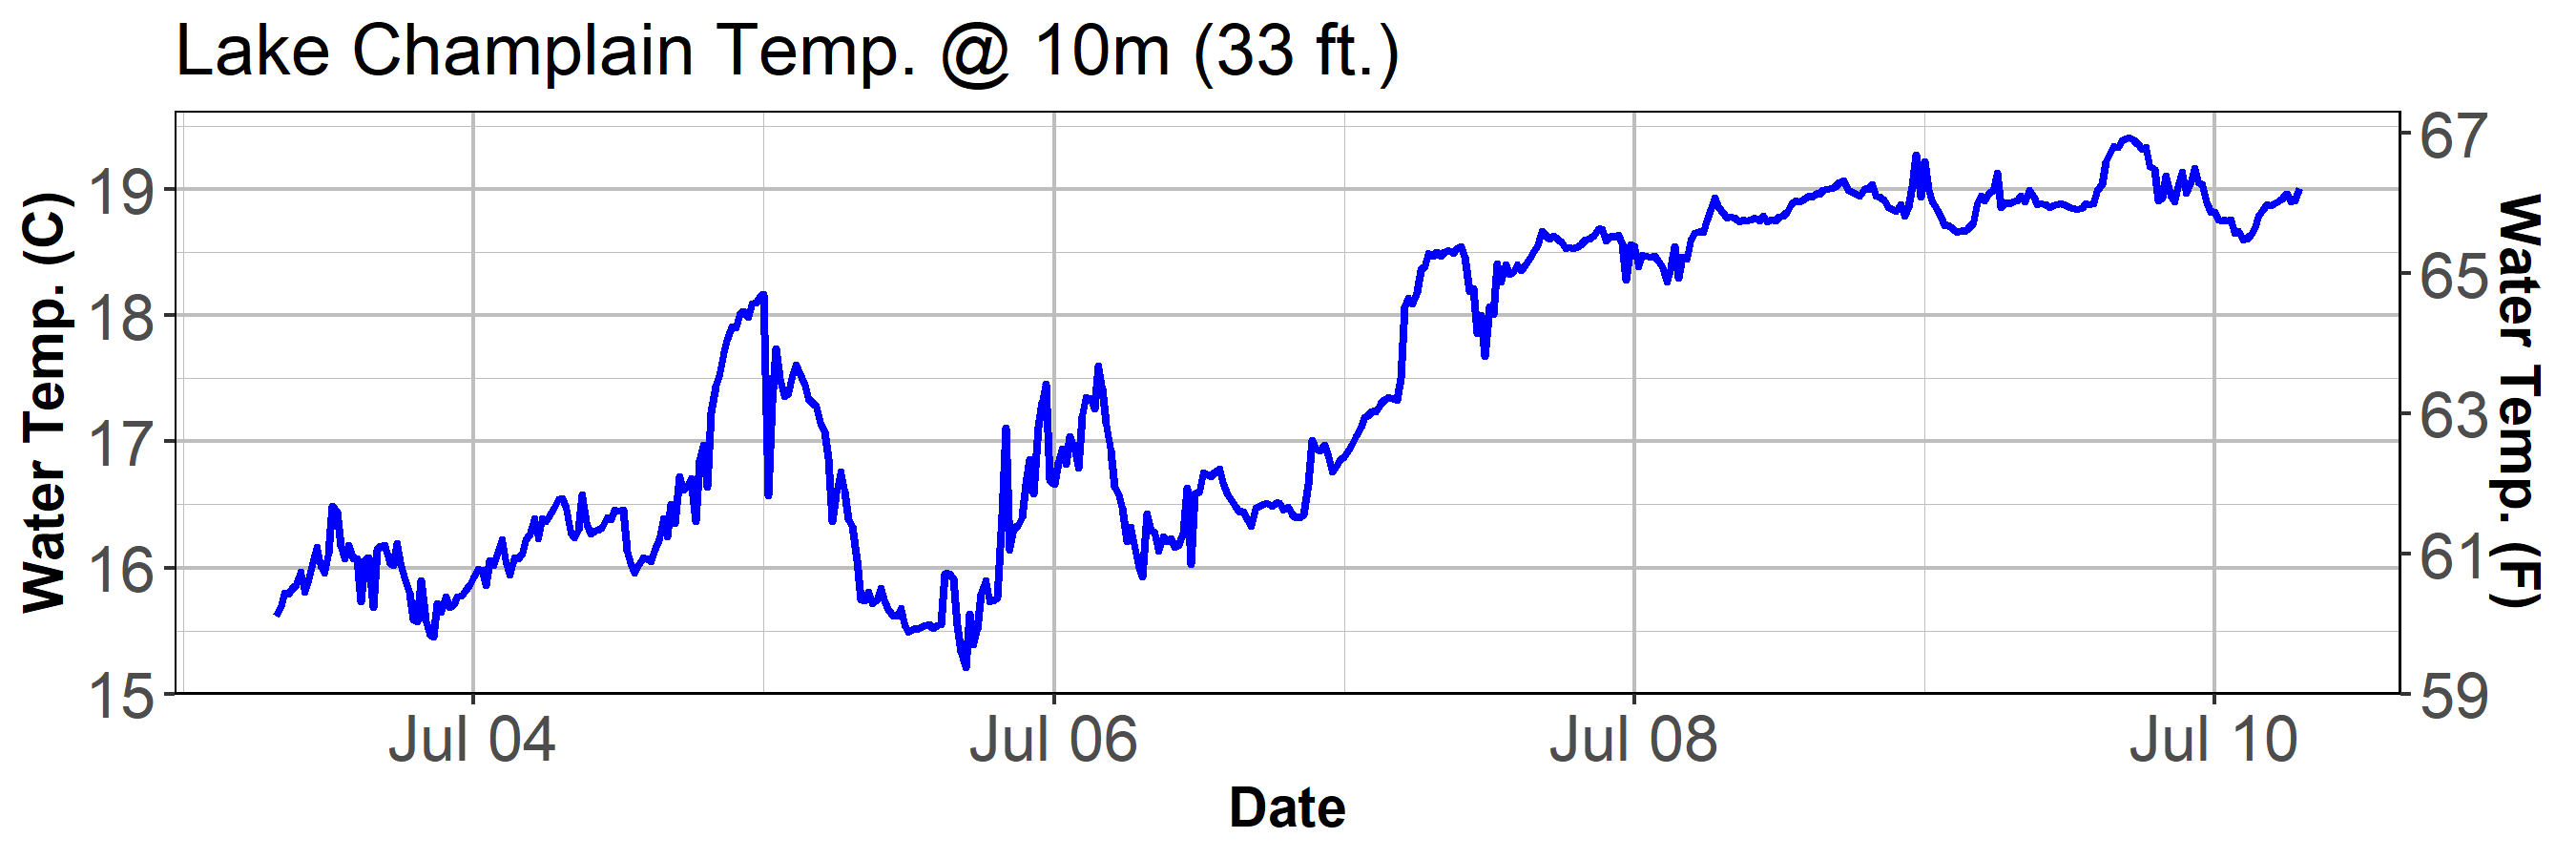 Lake Champlain Temp. @ 10m (33 ft.)
Water Temp. (C)
19
18
17
16
15
67
65
63
61
59
Water Temp. (F)
Jul 04
Jul 06
Jul 08
Jul 10
Date